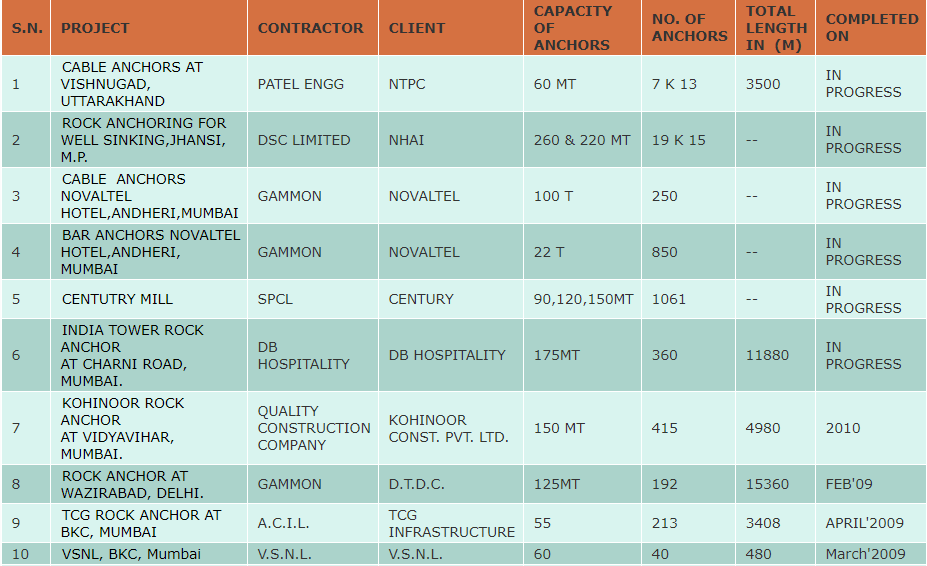 S.N. PROJECT CONTRACTOR CLIENT CAPACITY OF ANCHORS NO. OF ANCHORS TOTAL LENGTH IN (M) COMPLETED ON
1 CABLE ANCHORS AT VISHNUGAD, UTTARAKHAND PATEL ENGG NTPC 60 MT 7 K 13 3500 IN PROGRESS
2 ROCK ANCHORING FOR WELL SINKING,JHANSI, M.P. DSC LIMITED NHAI 260 & 220 MT 19 K 15 -- IN PROGRESS
3 CABLE ANCHORS NOVALTEL HOTEL,ANDHERI,MUMBAI GAMMON NOVALTEL 100 T 250 -- IN PROGRESS
4 BAR ANCHORS NOVALTEL HOTEL,ANDHERI, MUMBAI GAMMON NOVALTEL 22 T 850 -- IN PROGRESS
5 CENTUTRY MILL SPCL CENTURY 90,120,150MT 1061 -- IN PROGRESS
6 INDIA TOWER ROCK ANCHOR AT CHARNI ROAD, MUMBAI. DB HOSPITALITY DB HOSPITALITY 175MT 360 11880 IN PROGRESS
7 KOHINOOR ROCK ANCHOR AT VIDYAVIHAR, MUMBAI. QUALITY CONSTRUCTION COMPANY KOHINOOR CONST. PVT. LTD. 150 MT 415 4980 2010
8 ROCK ANCHOR AT WAZIRABAD, DELHI. GAMMON D.T.D.C. 125MT 192 15360 FEB'09
9 TCG ROCK ANCHOR AT BKC, MUMBAI A.C.I.L. TCG INFRASTRUCTURE 55 213 3408 APRIL'2009
10 VSNL, BKC, Mumbai V.S.N.L. V.S.N.L. 60 40 480 March'2009